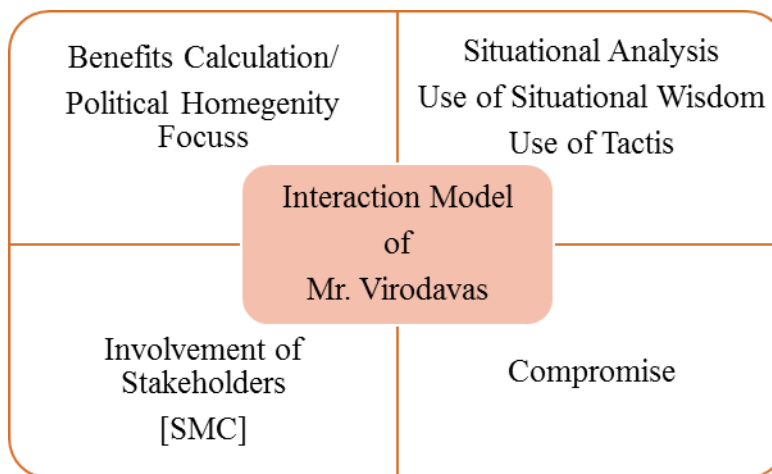 Benefits Calculation/
Political Homegenity
Focuss
Situational Analysis
Use of Situational Wisdom
Use of Tactis
Interaction Model
of
Mr. Virodavas
Involvement of
Stakeholders
[SMC]
Compromise